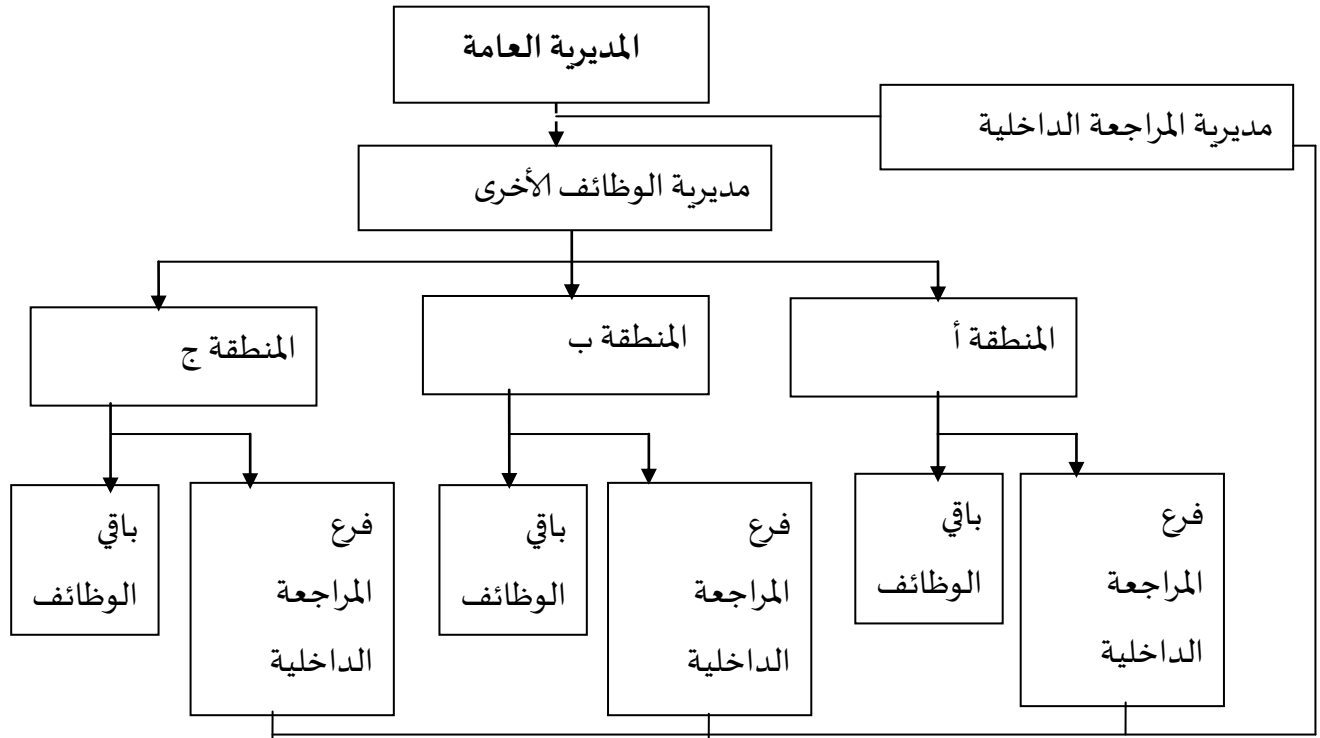 المديرية العامة
مديرية المراجعة الداخلية
مديرية الوظائف الأخرى
المنطقة أ
المنطقة ب
المنطقة ج
فرع
المراجعة
الداخلية
باقي
الوظائف
فرع
المراجعة
الداخلية
باقي
الوظائف
فرع
المراجعة
الداخلية
باقي
الوظائف